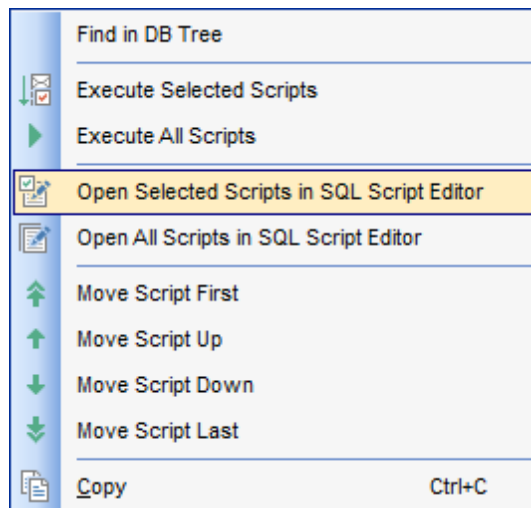 Find in DB Tree
Execute Selected Scripts
Execute All Scripts
Open Selected Scripts in SQL Script Editor
Open All Scripts in SQL Script Editor
Move Script First
Move Script Up
Move Script Down
Move Script Last
Copy Ctrl+C